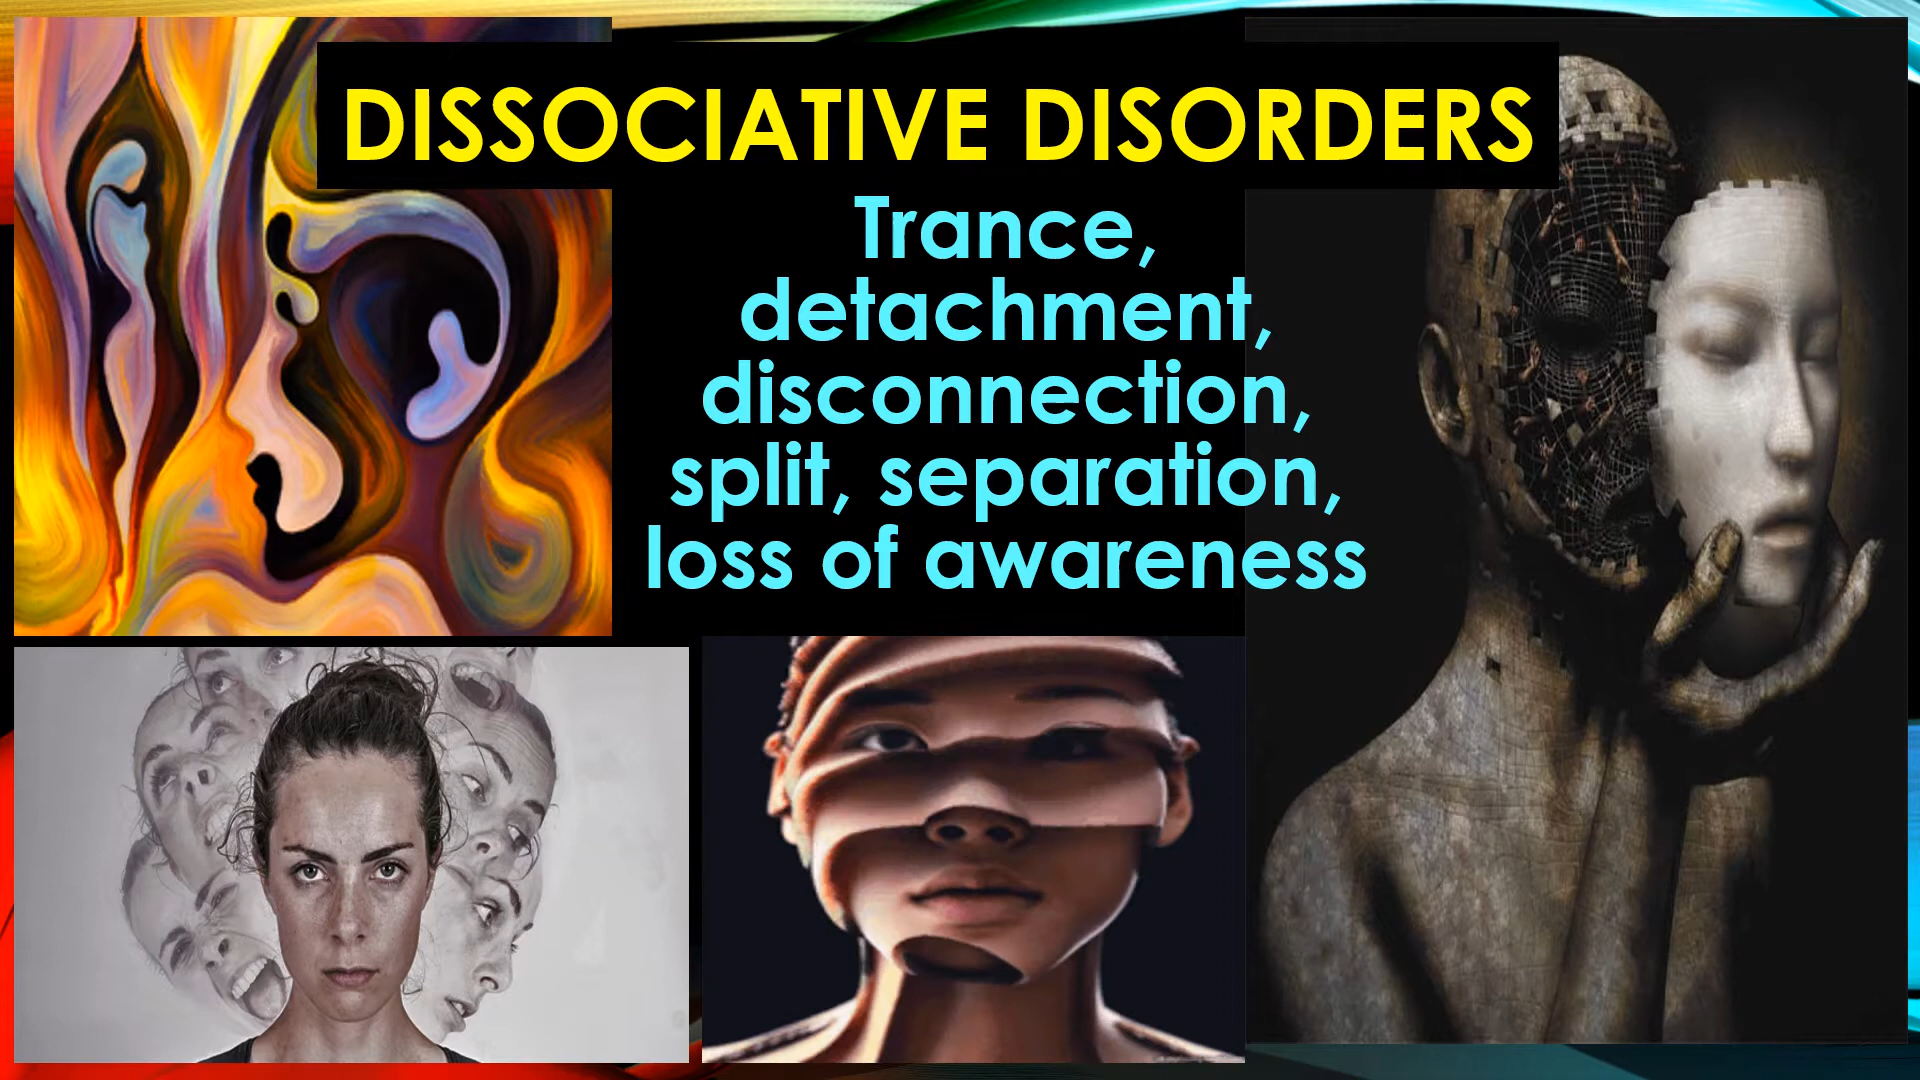 DISSOCIATIVE DISORDERS
Trance,
detachment,
disconnection,
split, separation,
loss of awareness